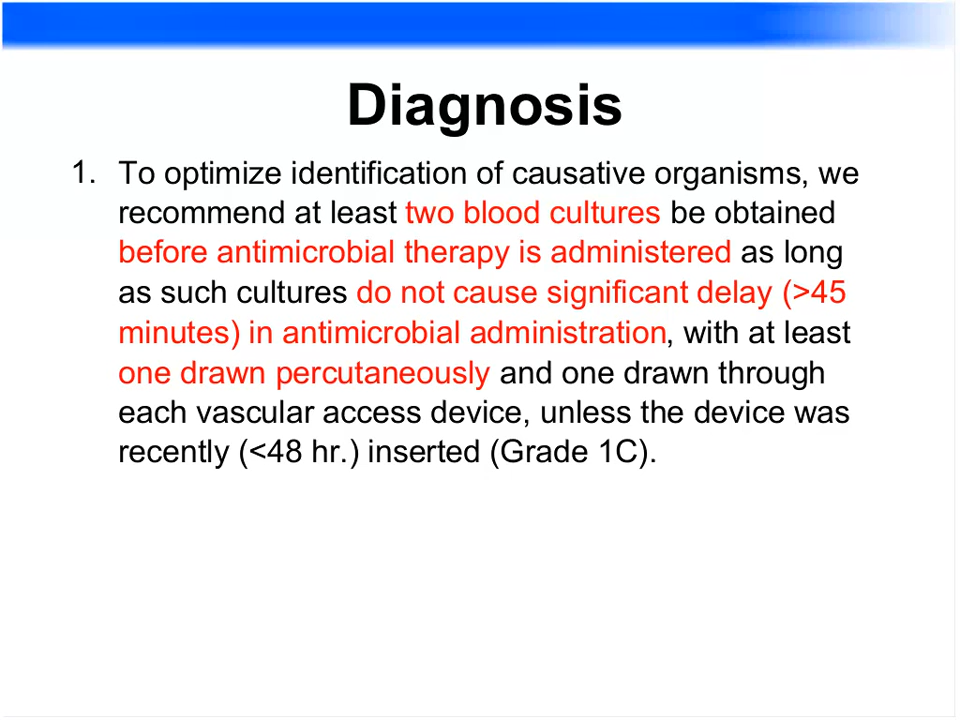 Diagnosis
1. To optimize identification of causative organisms, we
recommend at least two blood cultures be obtained
before antimicrobial therapy is administered as long
as such cultures do not cause significant delay (>45
minutes) in antimicrobial administration, with at least
one drawn percutaneously and one drawn through
each vascular access device, unless the device was
recently (<48 hr.) inserted (Grade 1C).